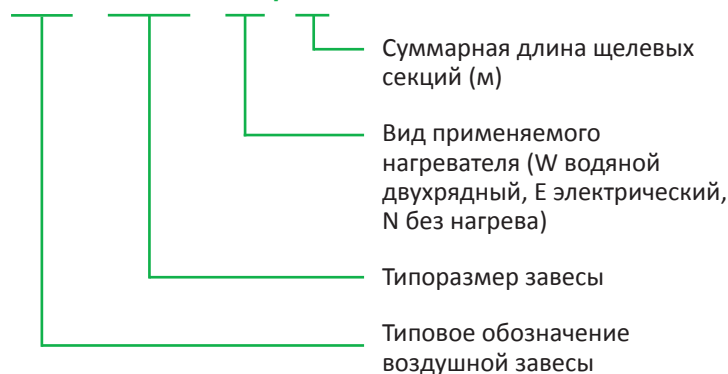 Суммарная длина щелевых
секций (м)
Вид применяемого
нагревателя (W водяной
двухрядный, E электрический,
N без нагрева)
Типоразмер завесы
Типовое обозначение
воздушной завесы